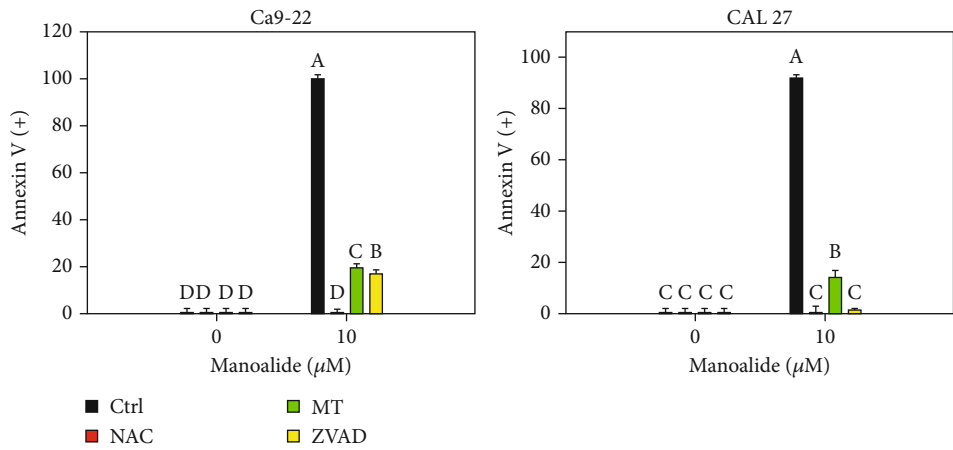 Ca9-22
120
100
80
60
40
20
0
Annexin V (+)
A
D D D D
D
C
B
0
10
Manoalide (μM)
CAL 27
100
80
60
40
20
0
Annexin V (+)
A
C C C C
C
B
C
0
10
Manoalide (μM)
Ctrl
NAC
MT
ZVAD